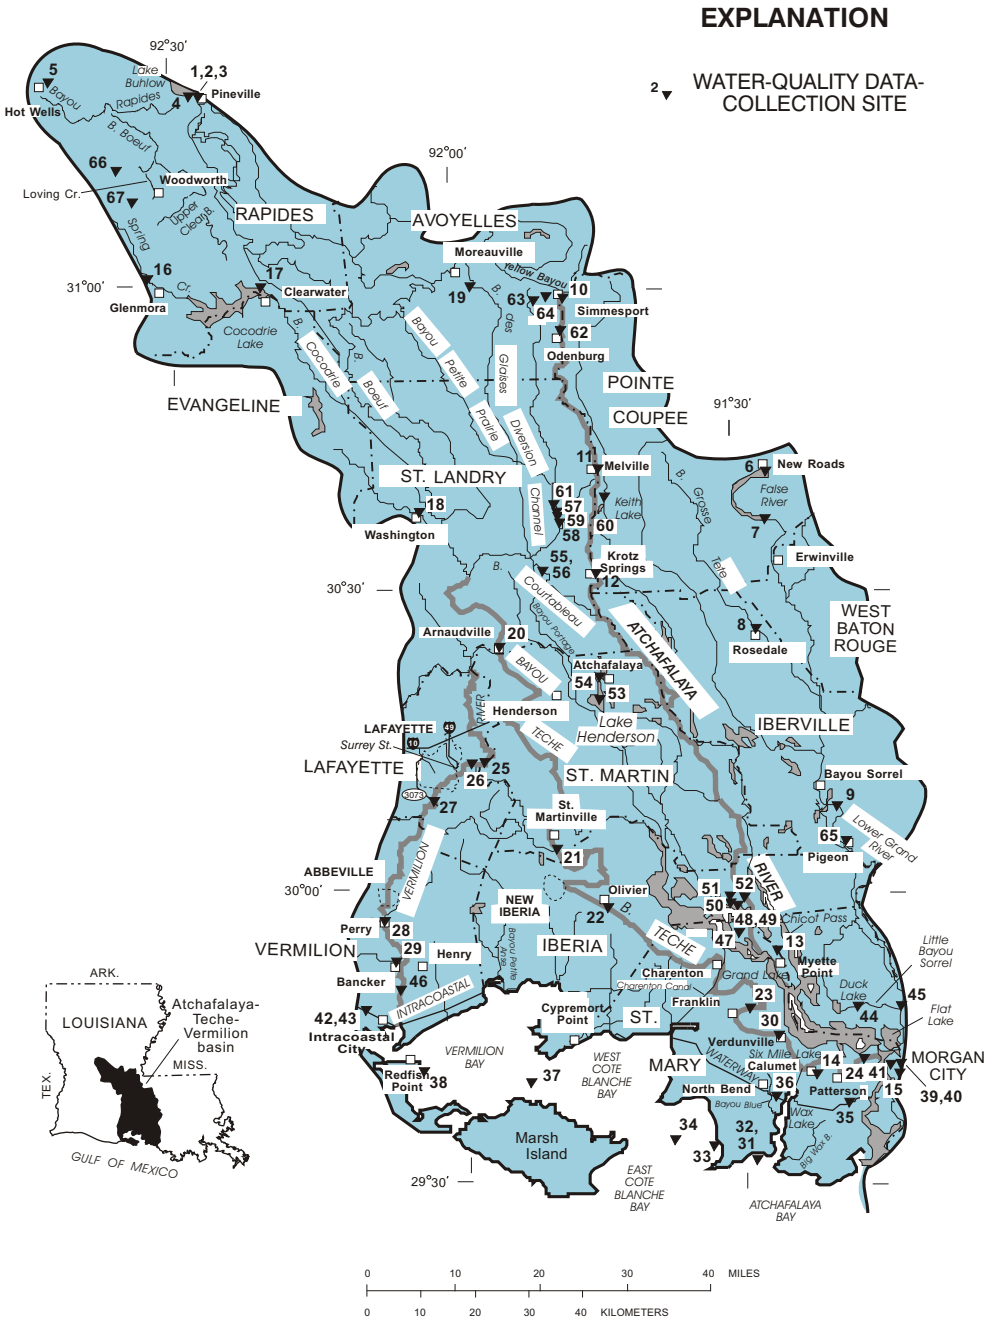 EXPLANATION
2
WATER-QUALITY DATA-
COLLECTION SITE
92°30'
5
Hot Wells
Bayou
Rapides
Lake
Buhlow
4
1,2,3
Pineville
B. Boeuf
66
Woodworth
Loving Cr.
67
Upper
Clear B.
Spring
Cr.
RAPIDES
92°00'
AVOYELLES
Moreauville
31°00'
16
Glenmora
17
Clearwater
Cocodrie
Lake
19
Yellow Bayou
63
64
10
Simmesport
62
Odenburg
B.
Cocodrie
B.
Boeuf
Bayou
Petite
Prairie
B.
des
Glaises
Diversion
Channel
EVANGELINE
POINTE
COUPEE
91°30'
ST. LANDRY
11
Melville
6
New Roads
False
River
7
B.
Grosse
Tete
18
Washington
61
57
59
58
Keith
Lake
60
Erwinville
55,
56
Krotz
Springs
12
30°30'
B.
Courtableau
Bayou Portage
ATCHAFALAYA
RIVER
WEST
BATON
ROUGE
8
Rosedale
Arnaudville
20
BAYOU
TECHE
Atchafalaya
54
53
Lake
Henderson
Henderson
RIVER
LAFAYETTE
49
10
Surrey St.
LAFAYETTE
IBERVILLE
26
25
ST. MARTIN
Bayou Sorrel
3073
27
9
St.
Martinville
65
Pigeon
Lower Grand
River
21
VERMILION
ABBEVILLE
30°00'
NEW
IBERIA
Olivier
22
B.
TECHE
51
50
52
48,49
47
Chicot Pass
Perry
28
VERMILION
29
Henry
Bayou Petite
Anse
IBERIA
13
Myette
Point
Little
Bayou
Sorrel
Charenton
Grand Lake
Charenton Canal
Bancker
46
INTRACOASTAL
WATERWAY
Duck
Lake
44
45
Flat
Lake
Franklin
23
42,43
Intracoastal
City
Cypremort
Point
ST.
MARY
30
Verdunville
Six Mile Lake
Calumet
14
24
41
MORGAN
CITY
15
39,40
Redfish
Point
38
VERMILION
BAY
37
WEST
COTE
BLANCHE
BAY
North Bend
36
Patterson
35
Bayou Blue
Wax
Lake
Big Wax B.
34
33
32,
31
Marsh
Island
29°30'
EAST
COTE
BLANCHE
BAY
ATCHAFALAYA
BAY
ARK.
LOUISIANA
Atchafalaya-
Teche-
Vermilion
basin
MISS.
TEX.
GULF OF MEXICO
0 10 20 30 40 MILES
0 10 20 30 40 KILOMETERS